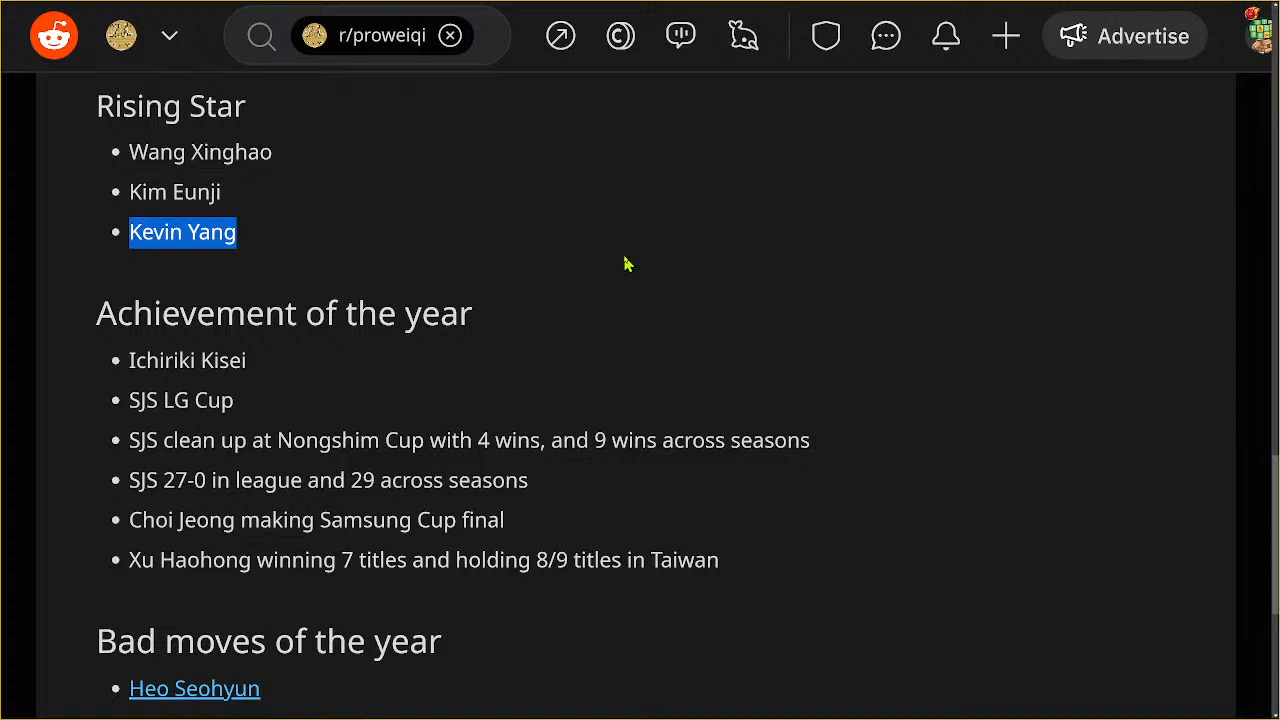 r/proweiqi
Advertise
Rising Star
Wang Xinghao
Kim Eunji
Kevin Yang
Achievement of the year
Ichiriki Kisei
SJS LG Cup
SJS clean up at Nongshim Cup with 4 wins, and 9 wins across seasons
SJS 27-0 in league and 29 across seasons
Choi Jeong making Samsung Cup final
Xu Haohong winning 7 titles and holding 8/9 titles in Taiwan
Bad moves of the year
Heo Seohyun